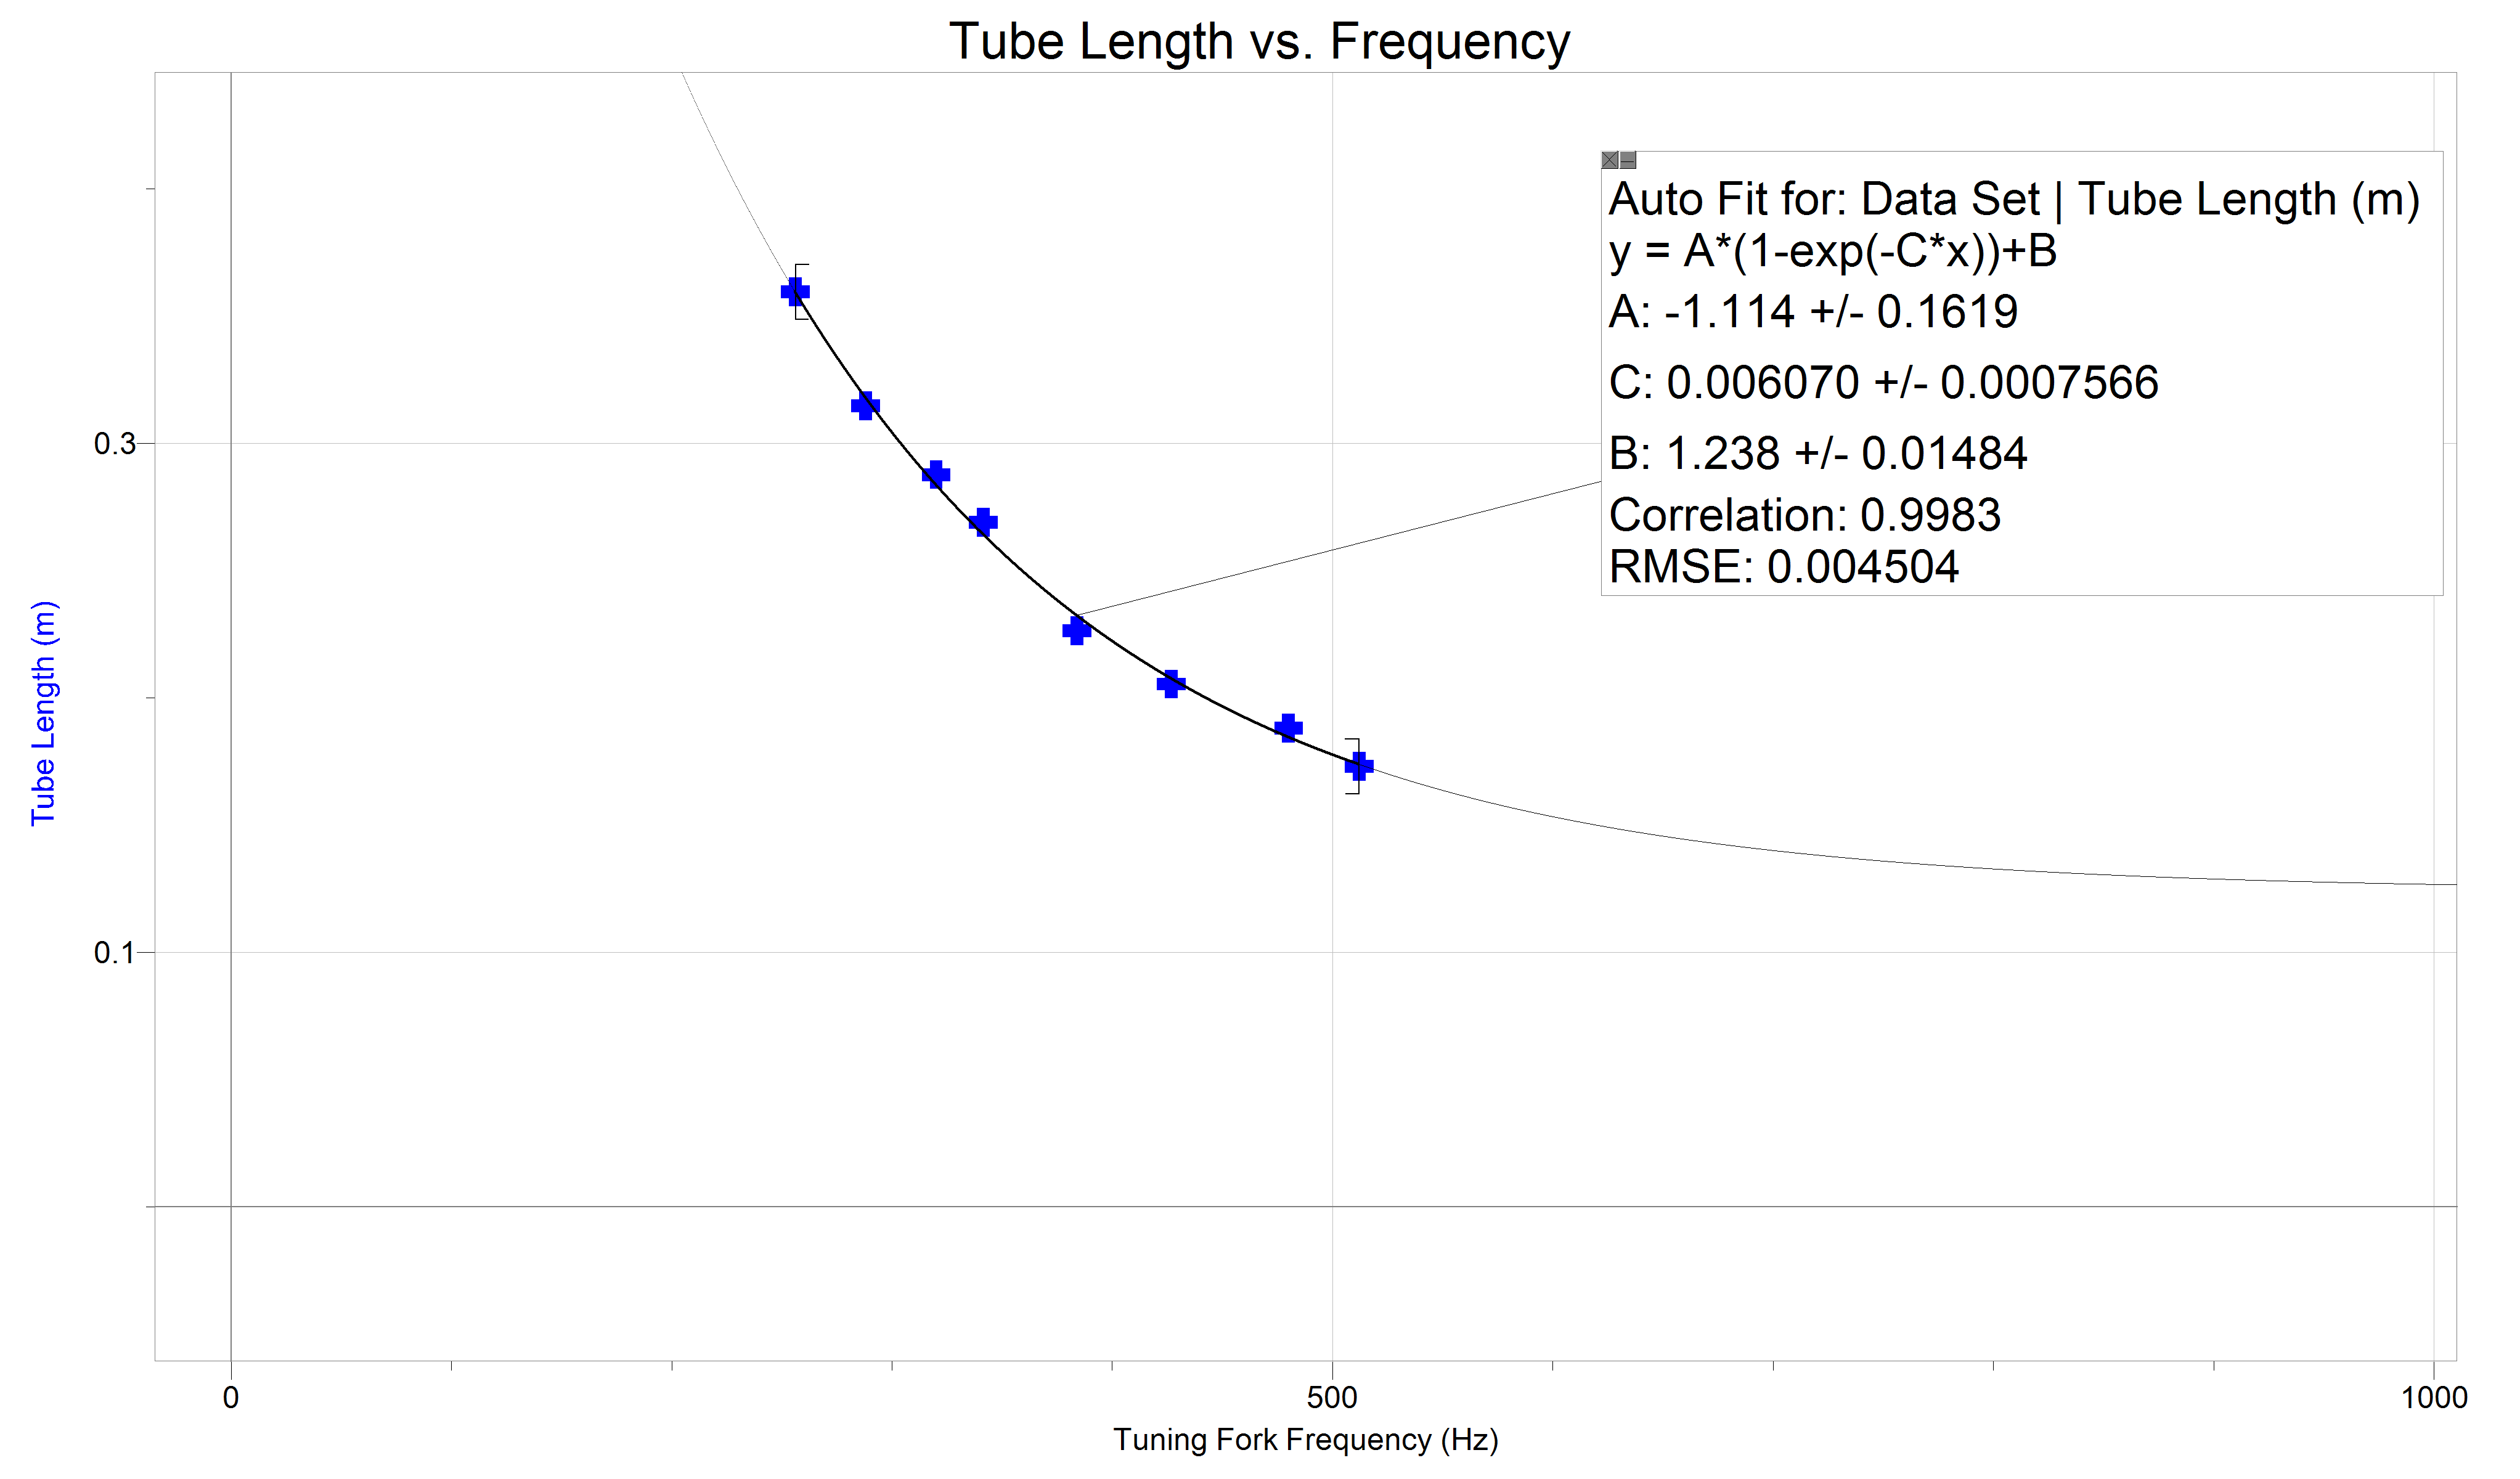 Tube Length vs. Frequency
Auto Fit for: Data Set | Tube Length (m)
y = A*(1-exp(-C*x))+B
A: -1.114 +/- 0.1619
C: 0.006070 +/- 0.0007566
B: 1.238 +/- 0.01484
Correlation: 0.9983
RMSE: 0.004504
0.3
Tube Length (m)
0.1
0
500
1000
Tuning Fork Frequency (Hz)